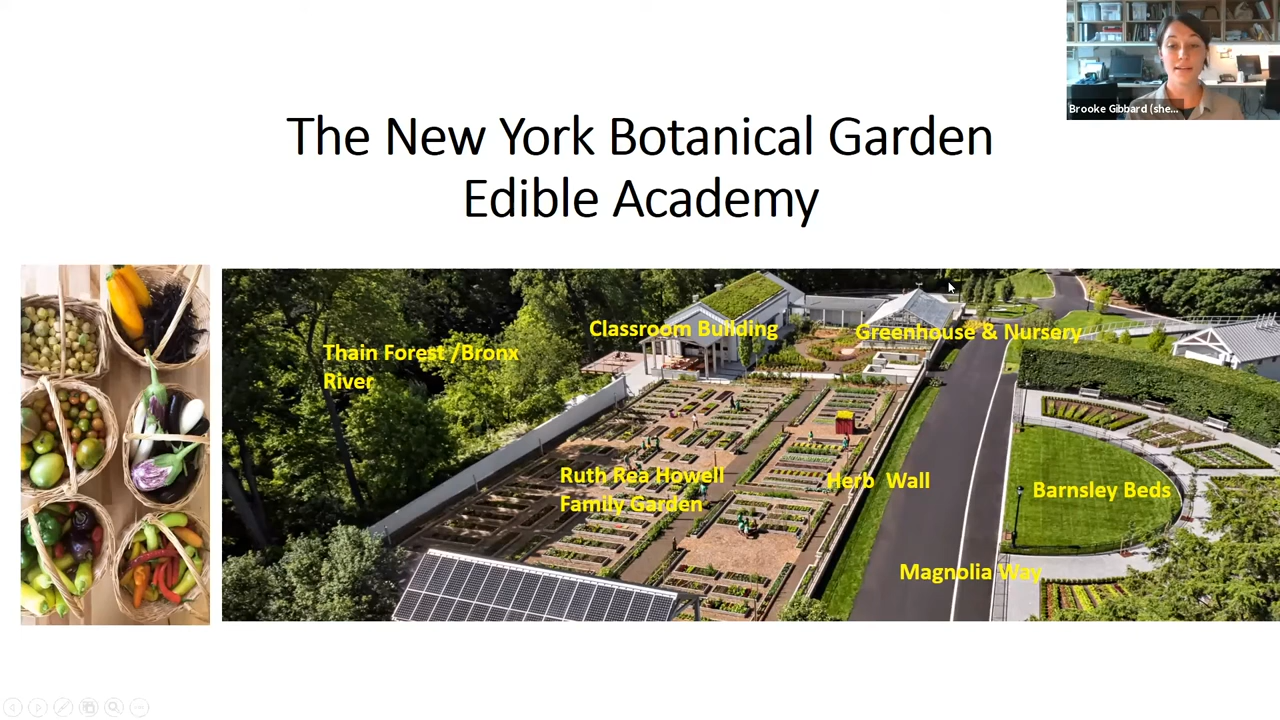 Brooke Gibbard (she...
The New York Botanical Garden
Edible Academy
Classroom Building
Greenhouse & Nursery
Thain Forest /Bronx
River
Ruth Rea Howell
Family Garden
Herb Wall
Barnsley Beds
Magnolia Way